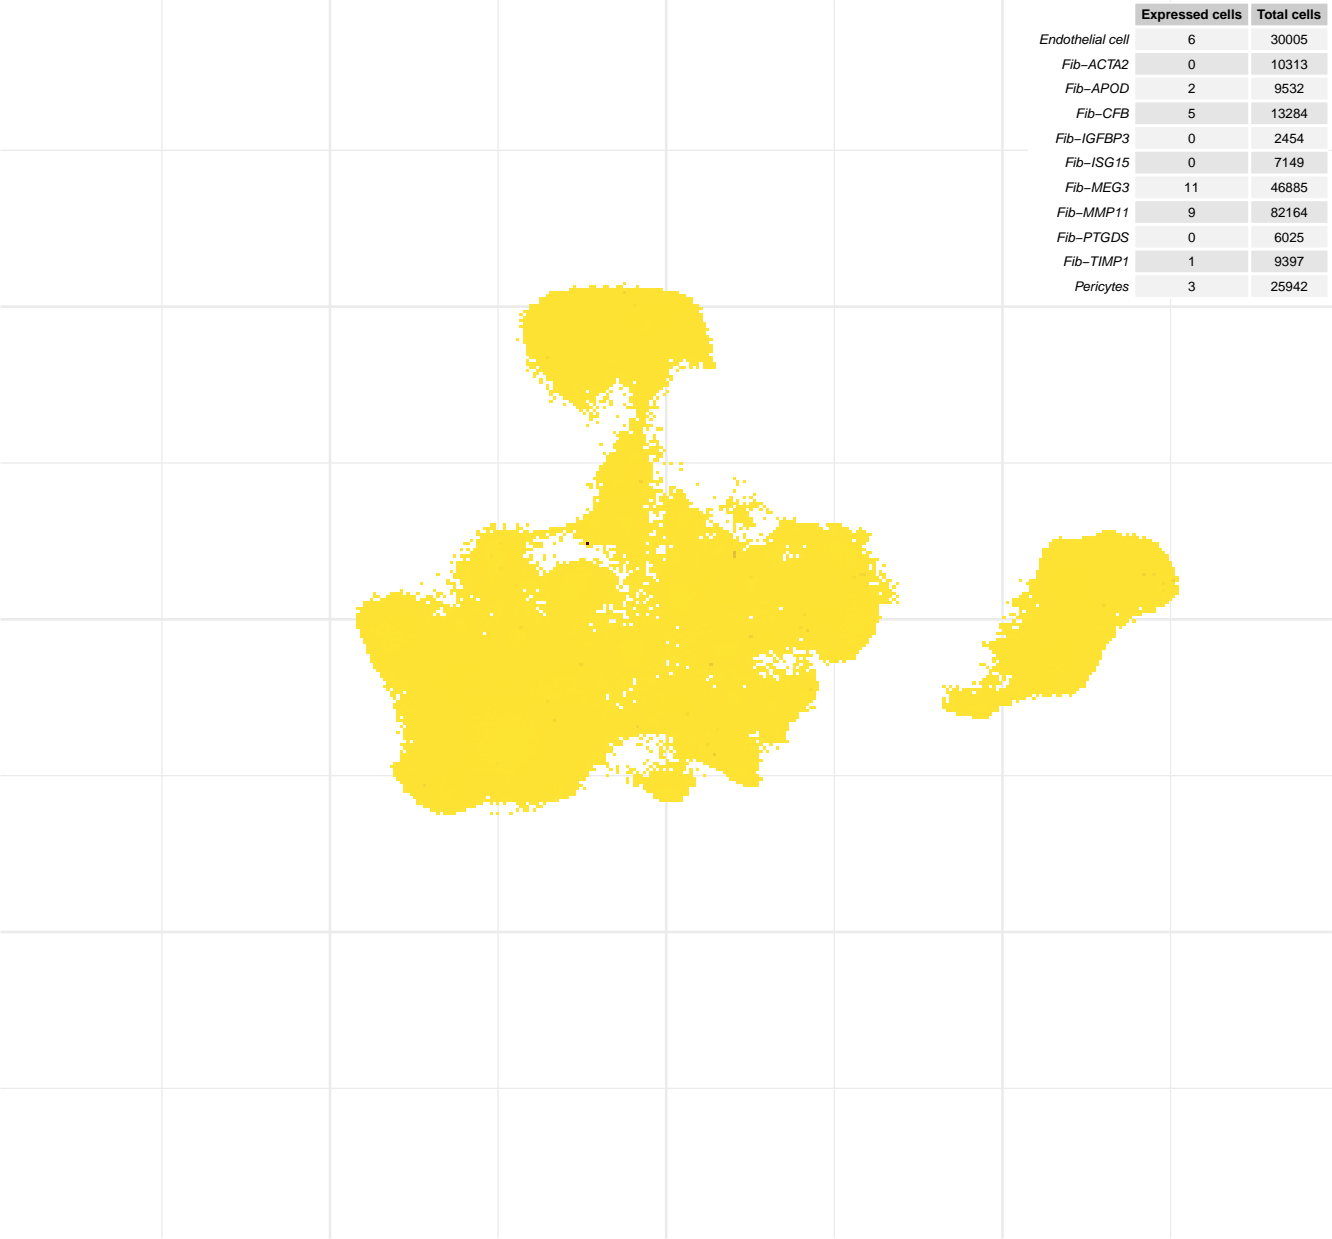 Expressed cells Total cells
Endothelial cell 6 30005
Fib−ACTA2 0 10313
Fib−APOD 2 9532
Fib−CFB 5 13284
Fib−IGFBP3 0 2454
Fib−ISG15 0 7149
Fib−MEG3 11 46885
Fib−MMP11 9 82164
Fib−PTGDS 0 6025
Fib−TIMP1 1 9397
Pericytes 3 25942